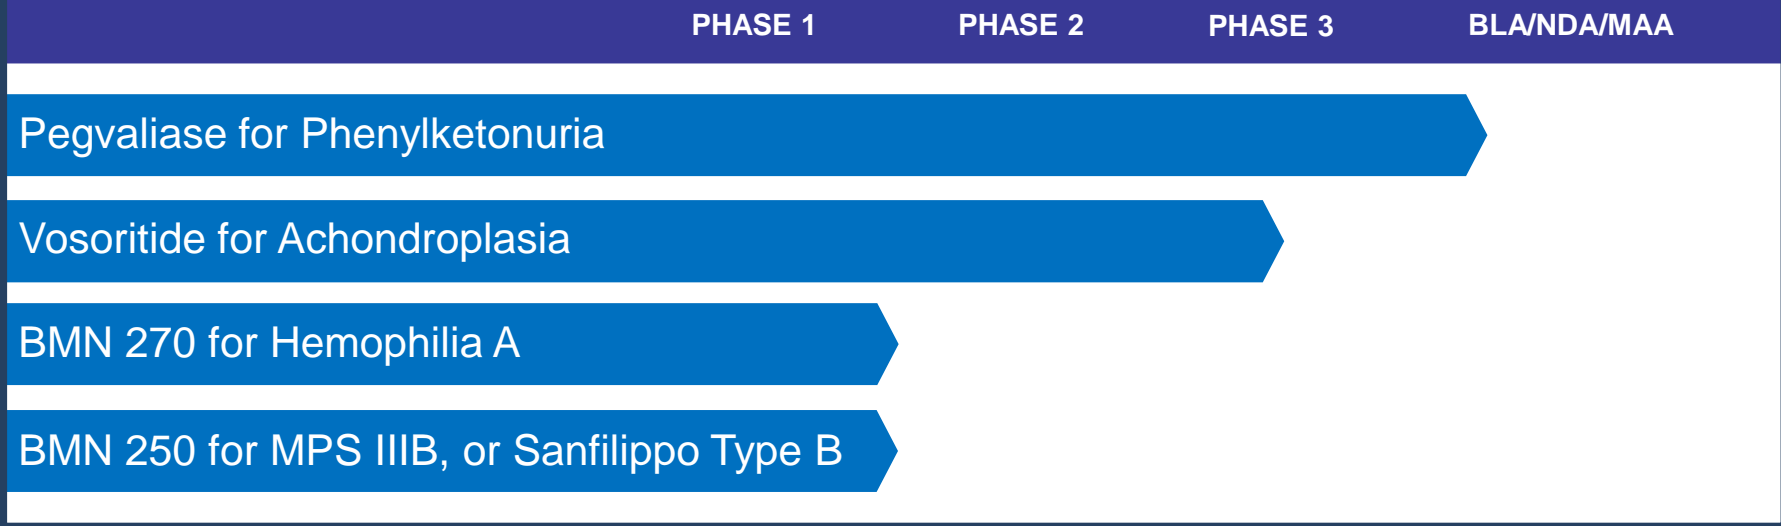 PHASE 1 PHASE 2 PHASE 3 BLA/NDA/MAA
Pegvaliase for Phenylketonuria
Vosoritide for Achondroplasia
BMN 270 for Hemophilia A
BMN 250 for MPS IIIB, or Sanfilippo Type B